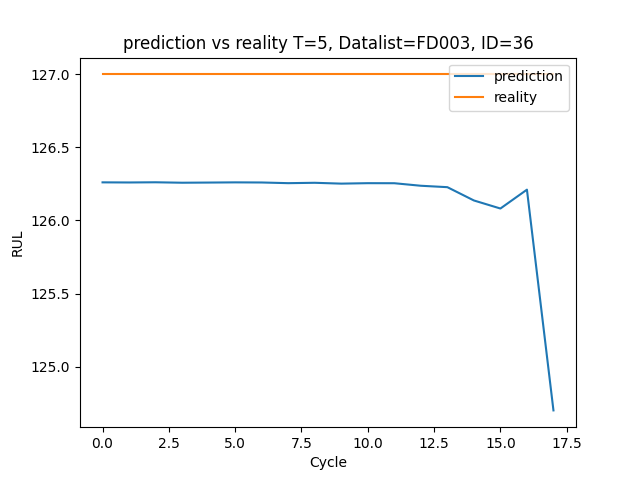 prediction vs reality T=5, Datalist=FD003, ID=36
127.0
126.5
126.0
125.5
125.0
RUL
prediction
reality
0.0 2.5 5.0 7.5 10.0 12.5 15.0 17.5
Cycle